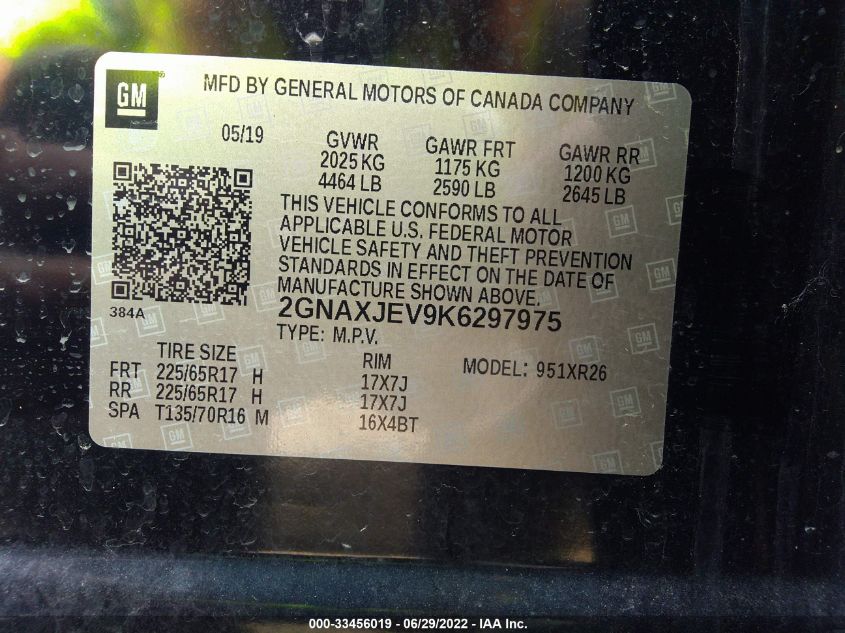 GM
MFD BY GENERAL MOTORS OF CANADA COMPANY
05/19
GVWR
2025 KG
4464 LB
GAWR FRT
1175 KG
2590 LB
GAWR RR
1200 KG
2645 LB
THIS VEHICLE CONFORMS TO ALL
APPLICABLE U.S. FEDERAL MOTOR
VEHICLE SAFETY AND THEFT PREVENTION
STANDARDS IN EFFECT ON THE DATE OF
MANUFACTURE SHOWN ABOVE.
384A
2GNAXJEV9K6297975
TYPE: M.P.V.
TIRE SIZE
FRT 225/65R17 H
RR 225/65R17 H
SPA T135/70R16 M
RIM
17X7J
17X7J
16X4BT
MODEL: 951XR26
000-33456019 - 06/29/2022 - IAA Inc.